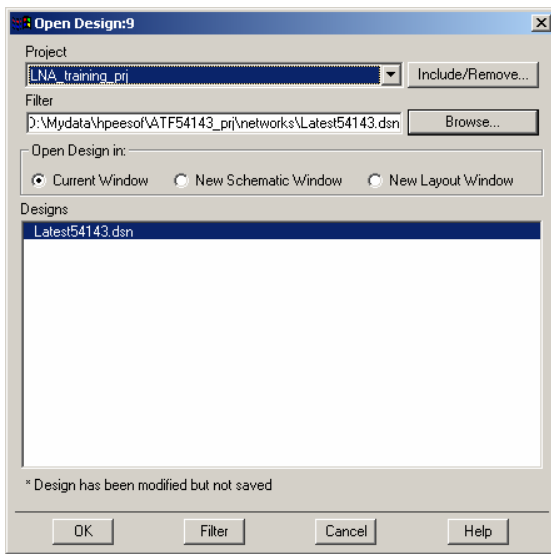 Open Design:9
Project
LNA_training_prj
Include/Remove...
Filter
D:\Mydata\hpeesof\ATF54143_prj\networks\Latest54143.dsn
Browse...
Open Design in:
Current Window New Schematic Window New Layout Window
Designs
Latest54143.dsn
* Design has been modified but not saved
OK Filter Cancel Help